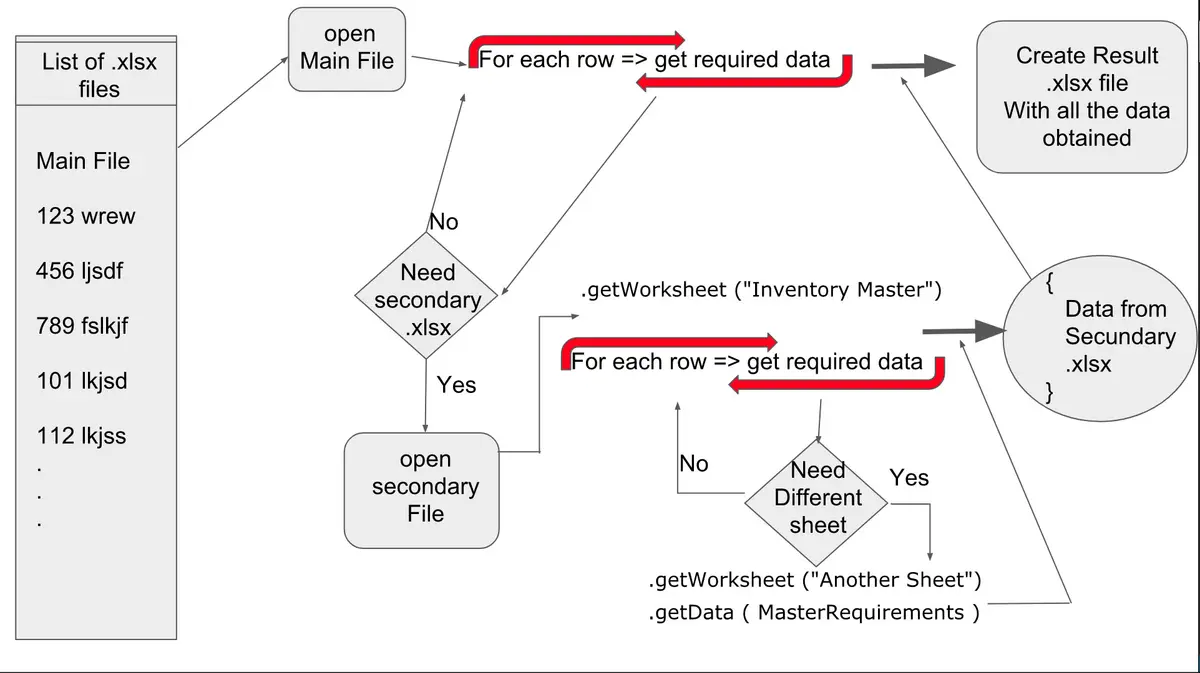 List of .xlsx
files
Main File
123 wrew
456 ljsdf
789 fslkjf
101 lkjsd
112 lkjss
.
.
.
open
Main File
For each row => get required data
Create Result
.xlsx file
With all the data
obtained
No
Need
secondary
.xlsx
Yes
open
secondary
File
.getWorksheet ("Inventory Master")
For each row => get required data
{
Data from
Secundary
.xlsx
}
No
Need
Different
sheet
Yes
.getWorksheet ("Another Sheet")
.getData ( MasterRequirements )